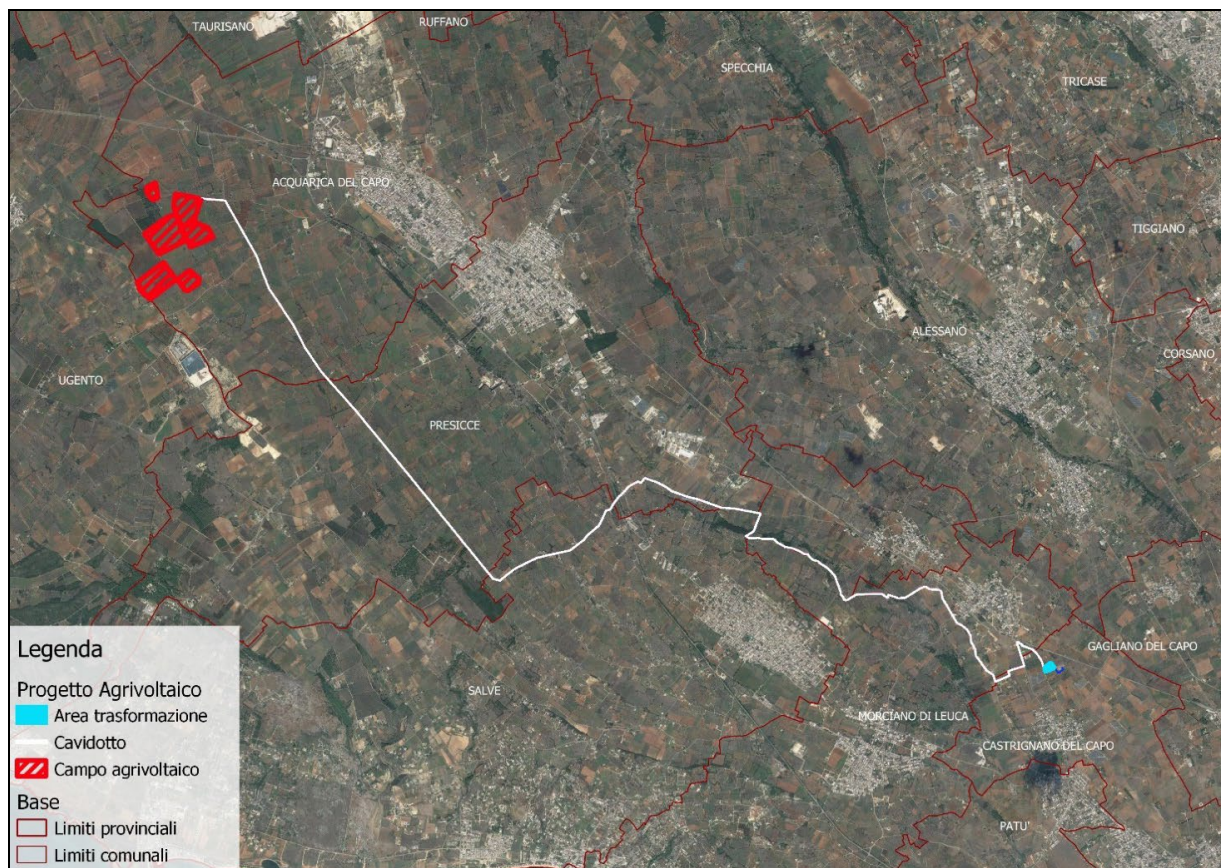 TAURISANO
RUFFANO
SPECCHIA
TRICASE
ACQUARICA DEL CAPO
TIGGIANO
ALESSANO
CORSANO
UGENTO
PRESICCE
GAGLIANO DEL CAPO
SALVE
MORCIANO DI LEUCA
CASTRIGNANO DEL CAPO
PATU'
Legenda
Progetto Agrivoltaico
Area trasformazione
Cavidotto
Campo agrivoltaico
Base
Limiti provinciali
Limiti comunali